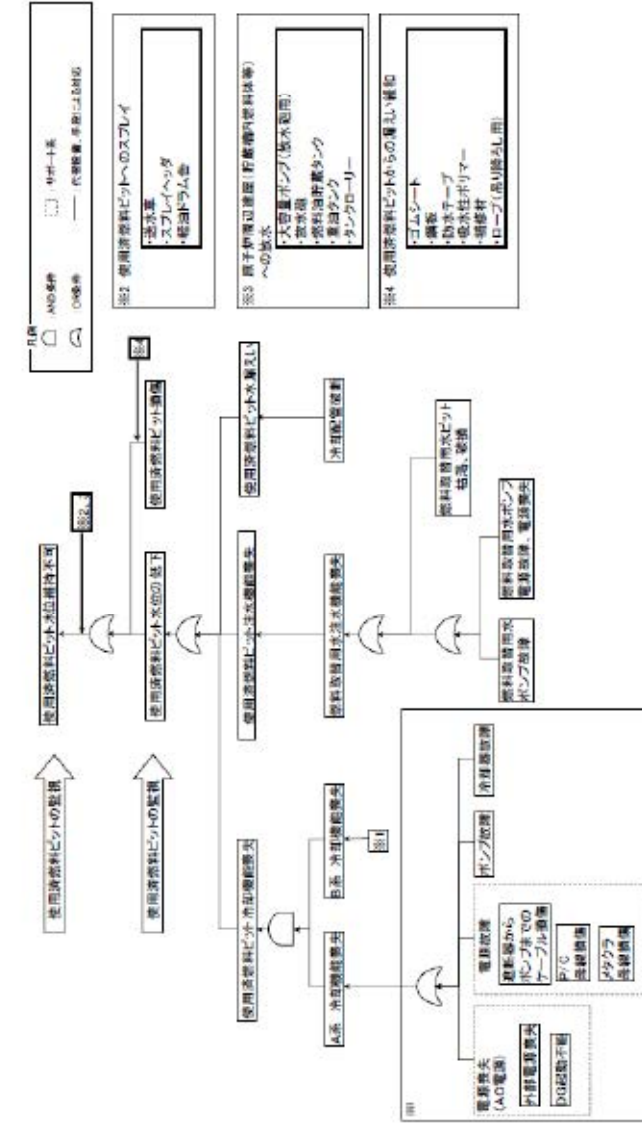 凡例
AND条件
サポート系
OR条件
代替設備、手段による対応
※2 使用済燃料ピットへのスプレイ
・送水車
・スプレイヘッダ
・軽油ドラム缶
※3 原子炉周辺建屋(貯蔵槽内燃料体等)
への放水
・大容量ポンプ(放水砲用)
・放水砲
・燃料油貯蔵タンク
・重油タンク
・タンクローリー
※4 使用済燃料ピットからの漏えい緩和
・ゴムシート
・鋼板
・防水テープ
・吸水性ポリマー
・補修材
・ロープ(吊り降ろし用)
使用済燃料ピットの監視
使用済燃料ピット水位維持不可
※2、3
使用済燃料ピットの監視
使用済燃料ピット水位の低下
使用済燃料ピット損傷
※4
使用済燃料ピット冷却機能喪失
使用済燃料ピット注水機能喪失
使用済燃料ピット水漏えい
A系 冷却機能喪失
B系 冷却機能喪失
※1
燃料取替用水注水機能喪失
冷却配管破断
燃料取替用水ピット
枯渇、破損
燃料取替用水
ポンプ故障
燃料取替用水ポンプ
電源故障、電源喪失
※1
電源喪失
(AC電源)
外部電源喪失
DG起動不能
電源故障
遮断器から
ポンプまでの
ケーブル損傷
P/C
母線損傷
メタクラ
母線損傷
ポンプ故障
冷却器故障